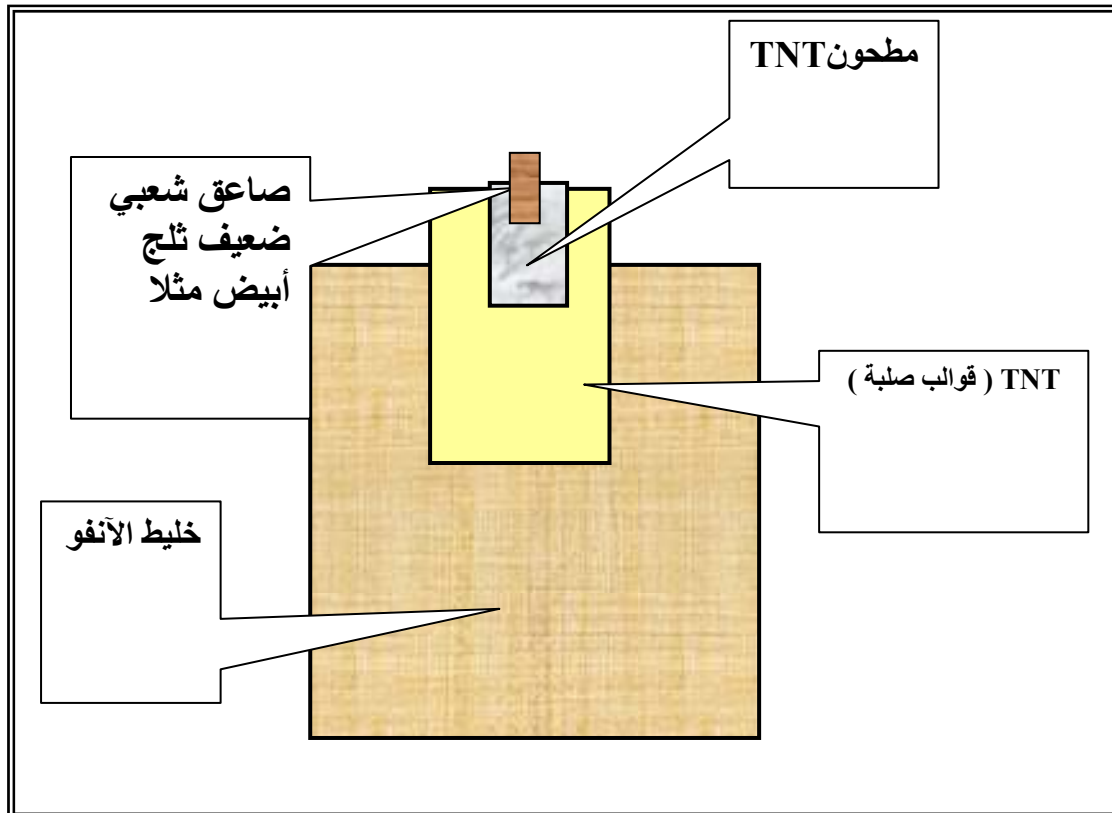 مطحونTNT
صاعق شعبي
ضعيف ثلج
أبيض مثلا
TNT ( قوالب صلبة )
خليط الآنفو